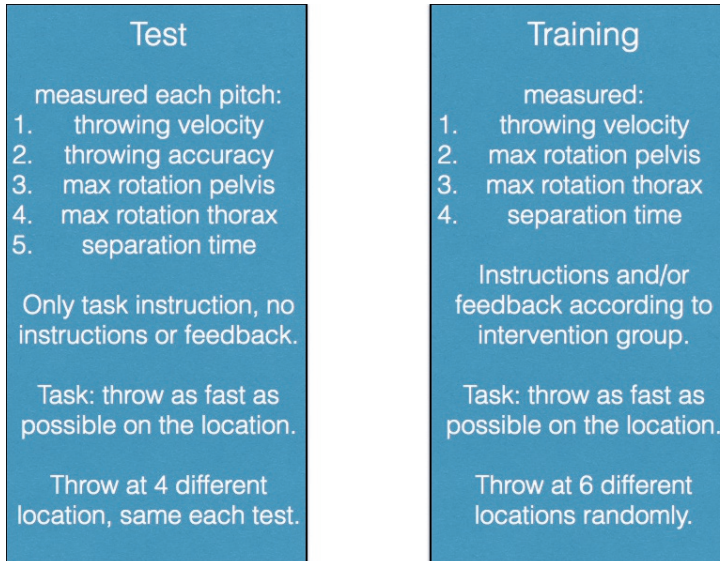 Test
measured each pitch:
1. throwing velocity
2. throwing accuracy
3. max rotation pelvis
4. max rotation thorax
5. separation time
Only task instruction, no
instructions or feedback.
Task: throw as fast as
possible on the location.
Throw at 4 different
location, same each test.
Training
measured:
1. throwing velocity
2. max rotation pelvis
3. max rotation thorax
4. separation time
Instructions and/or
feedback according to
intervention group.
Task: throw as fast as
possible on the location.
Throw at 6 different
locations randomly.